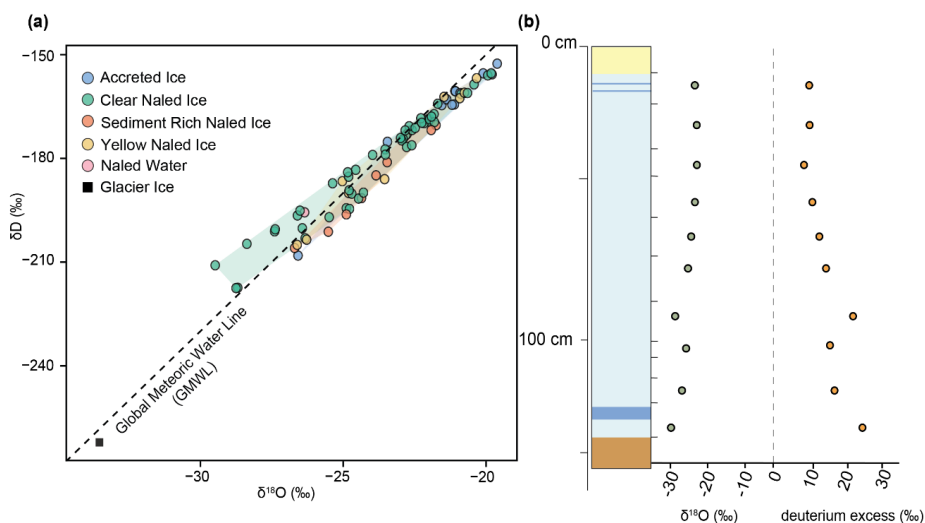 (a)
−150
−180
−210
−240
δD (‰)
Accreted Ice
Clear Naled Ice
Sediment Rich Naled Ice
Yellow Naled Ice
Naled Water
Glacier Ice
Global Meteoric Water Line
(GMWL)
−30
−25
−20
δ¹⁸O (‰)
(b)
0 cm
100 cm
-30
-20
-10
0
10
20
30
δ¹⁸O (‰)
deuterium excess (‰)